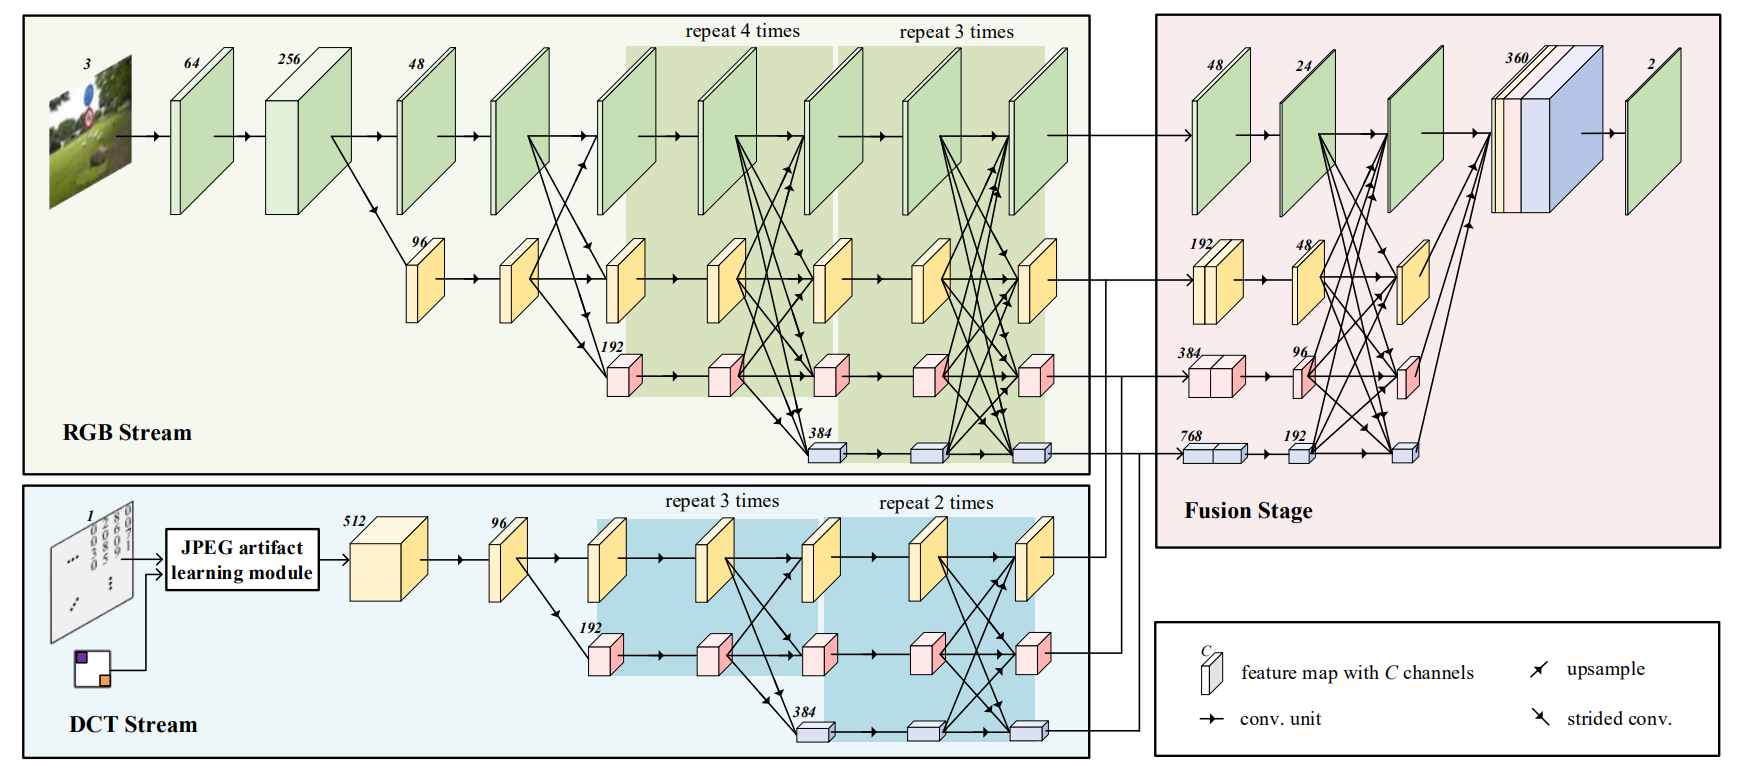 repeat 4 times
repeat 3 times
3
64
256
48
96
192
384
RGB Stream
repeat 3 times
repeat 2 times
1
JPEG artifact
learning module
512
96
192
384
DCT Stream
48
24
360
2
192
48
384
96
768
192
Fusion Stage
C
feature map with C channels
upsample
conv. unit
strided conv.